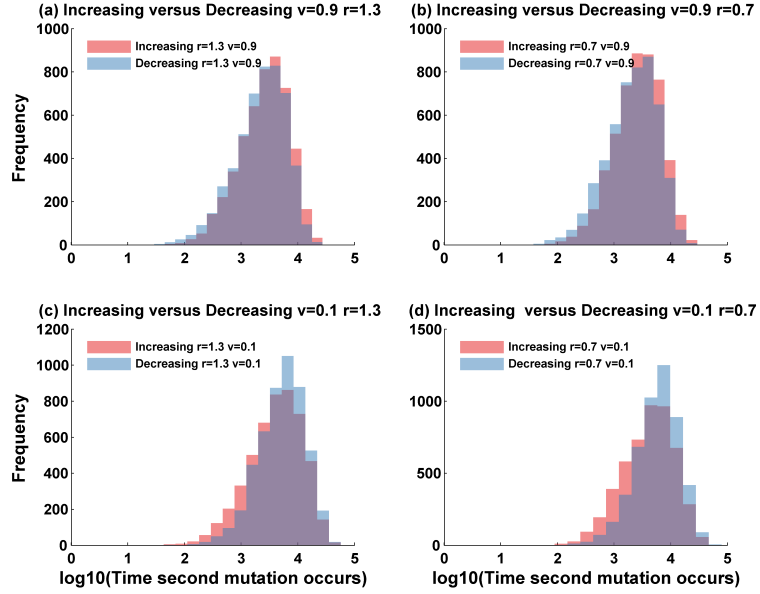 (a) Increasing versus Decreasing v=0.9 r=1.3
Increasing r=1.3 v=0.9
Decreasing r=1.3 v=0.9
1000
800
600
400
200
0
Frequency
0 1 2 3 4 5
(b) Increasing versus Decreasing v=0.9 r=0.7
Increasing r=0.7 v=0.9
Decreasing r=0.7 v=0.9
1000
800
600
400
200
0
0 1 2 3 4 5
(c) Increasing versus Decreasing v=0.1 r=1.3
Increasing r=1.3 v=0.1
Decreasing r=1.3 v=0.1
1200
1000
800
600
400
200
0
Frequency
0 1 2 3 4 5
log10(Time second mutation occurs)
(d) Increasing  versus Decreasing v=0.1 r=0.7
Increasing r=0.7 v=0.1
Decreasing r=0.7 v=0.1
1500
1000
500
0
0 1 2 3 4 5
log10(Time second mutation occurs)